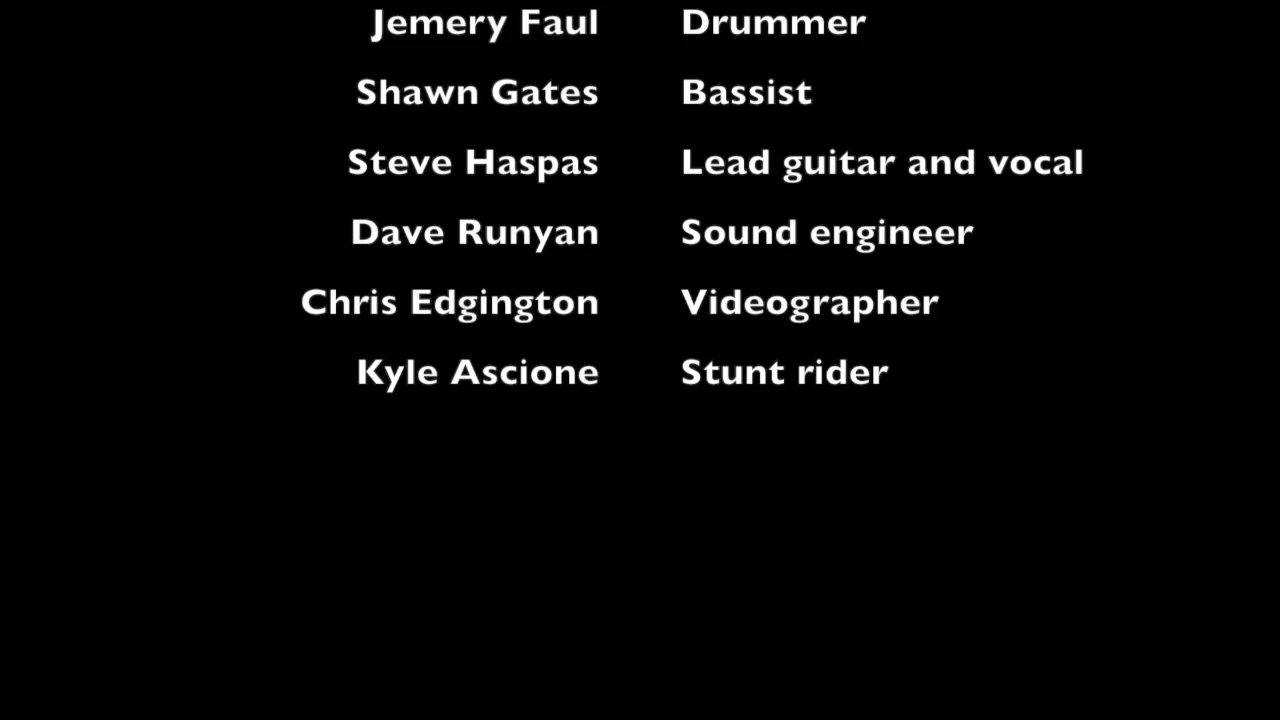 Jemery Faul Drummer
Shawn Gates Bassist
Steve Haspas Lead guitar and vocal
Dave Runyan Sound engineer
Chris Edgington Videographer
Kyle Ascione Stunt rider